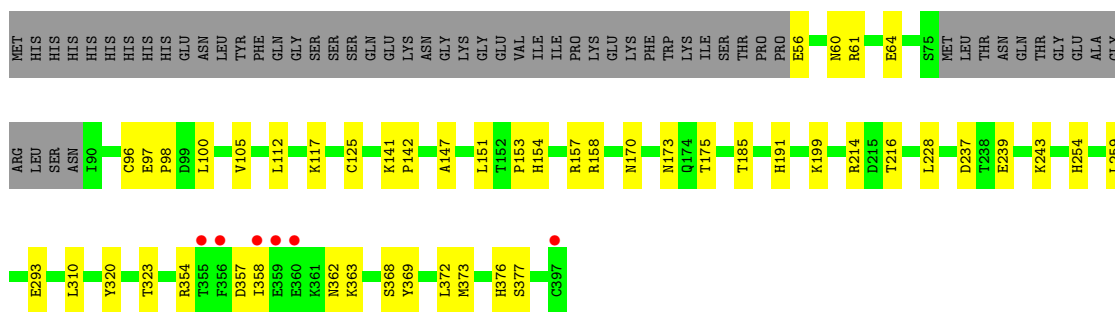 MET HIS HIS HIS HIS HIS HIS HIS HIS GLU ASN LEU TYR PHE GLN GLY SER SER SER GLN GLU LYS ASN GLY LYS GLY GLU VAL ILE ILE PRO LYS GLU LYS PHE TRP LYS ILE SER THR PRO PRO E56 N60 R61 E64 S75 MET LEU THR ASN GLN THR GLY GLU ALA GLY
ARG LEU SER ASN I90 C96 E97 P98 D99 L100 V105 L112 K117 C125 K141 P142 A147 L151 T152 P153 H154 R157 R158 N170 N173 Q174 T175 T185 H191 K199 R214 D215 T216 L228 D237 T238 E239 K243 H254 L259
E293 L310 Y320 T323 R354 T355 F356 D357 I358 E359 E360 K361 N362 K363 S368 Y369 L372 M373 H376 S377 C397